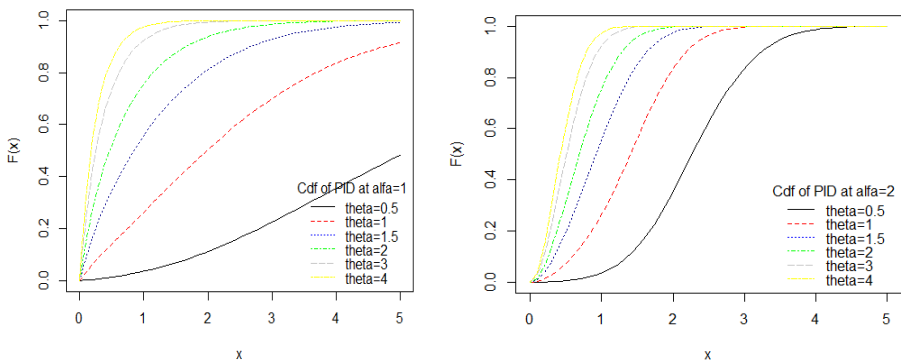 1.0
0.8
0.6
0.4
0.2
0.0
F(x)
Cdf of PID at alfa=1
theta=0.5
theta=1
theta=1.5
theta=2
theta=3
theta=4
0 1 2 3 4 5
x
1.0
0.8
0.6
0.4
0.2
0.0
F(x)
Cdf of PID at alfa=2
theta=0.5
theta=1
theta=1.5
theta=2
theta=3
theta=4
0 1 2 3 4 5
x